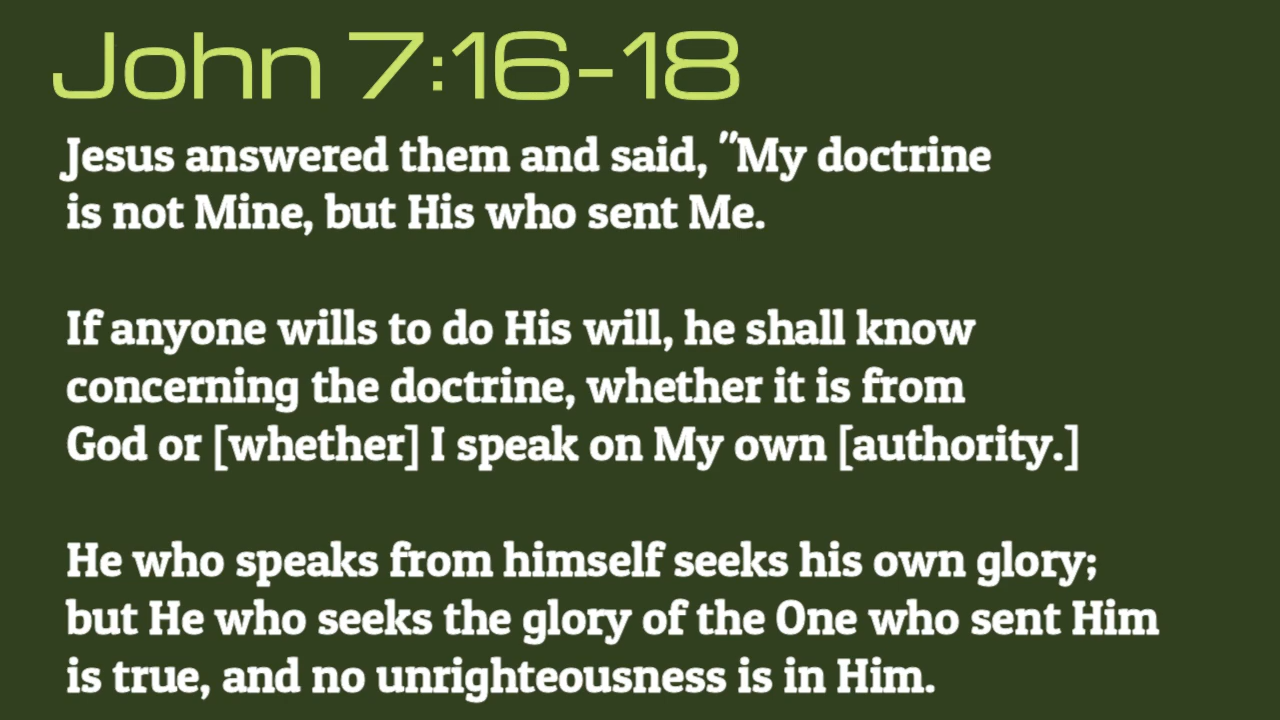 John 7:16-18
Jesus answered them and said, "My doctrine
is not Mine, but His who sent Me.
If anyone wills to do His will, he shall know
concerning the doctrine, whether it is from
God or [whether] I speak on My own [authority.]
He who speaks from himself seeks his own glory;
but He who seeks the glory of the One who sent Him
is true, and no unrighteousness is in Him.